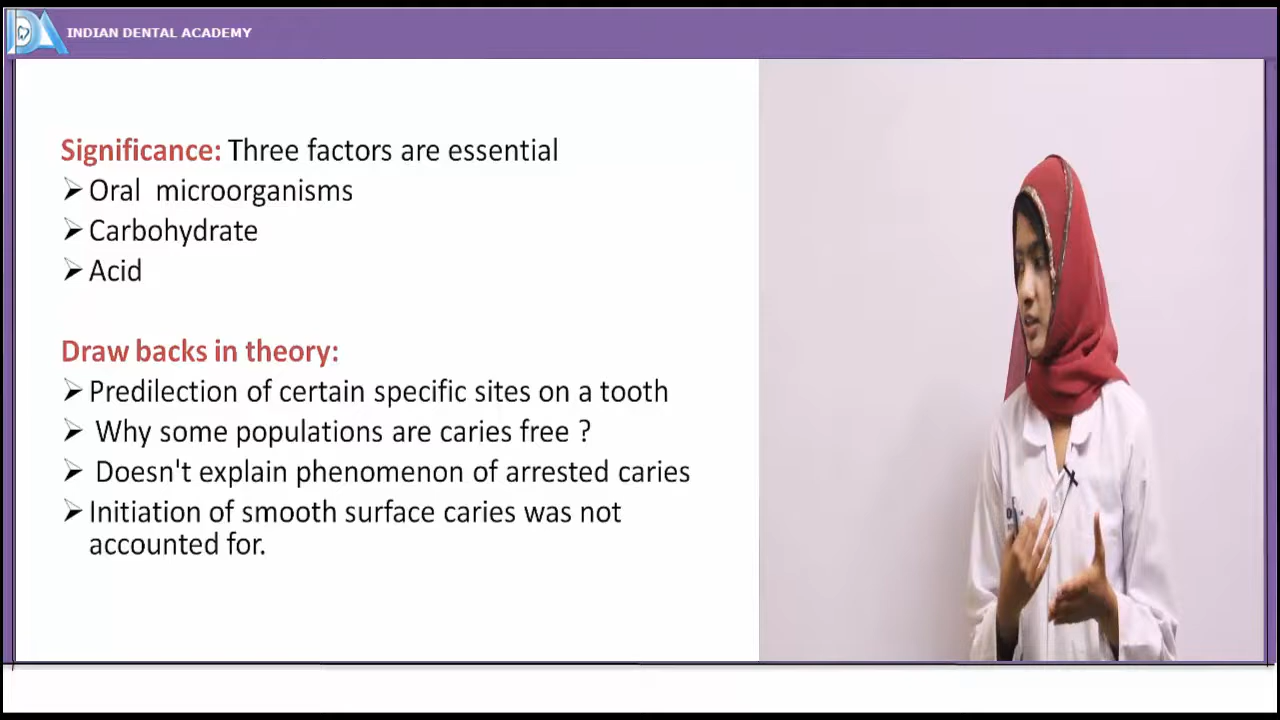 INDIAN DENTAL ACADEMY
Significance: Three factors are essential
➢ Oral microorganisms
➢ Carbohydrate
➢ Acid
Draw backs in theory:
➢ Predilection of certain specific sites on a tooth
➢ Why some populations are caries free ?
➢ Doesn't explain phenomenon of arrested caries
➢ Initiation of smooth surface caries was not
accounted for.